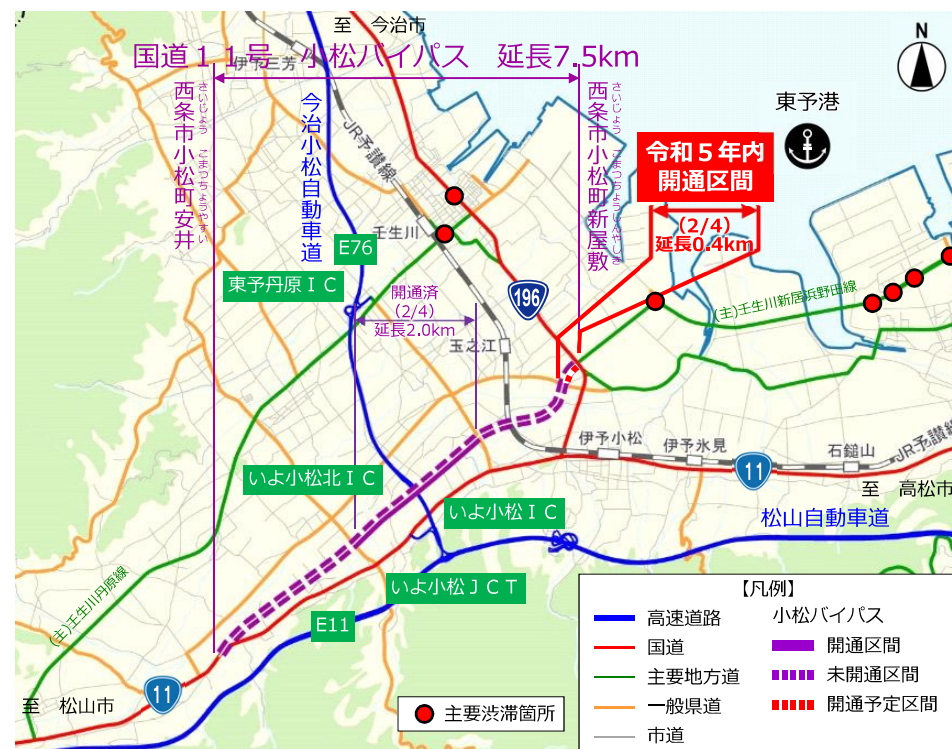 至　今治市
国道１１号　小松バイパス　延長7.5km
伊予三芳
N
東予港
さいじょう　こまつちょうやすい
西条市小松町安井
今治小松自動車道
JR予讃線
さいじょう　こまつちょうしんやしき
西条市小松町新屋敷
令和５年内
開通区間
(2/4)
延長0.4km
壬生川
E76
東予丹原ＩＣ
開通済
(2/4)
延長2.0km
196
(主)壬生川新居浜野田線
玉之江
伊予小松
伊予氷見
石鎚山
JR予讃線
11
至　高松市
いよ小松北ＩＣ
いよ小松ＩＣ
松山自動車道
いよ小松ＪＣＴ
(主)壬生川丹原線
E11
11
至　松山市
主要渋滞箇所
【凡例】
高速道路
国道
主要地方道
一般県道
市道
小松バイパス
開通区間
未開通区間
開通予定区間